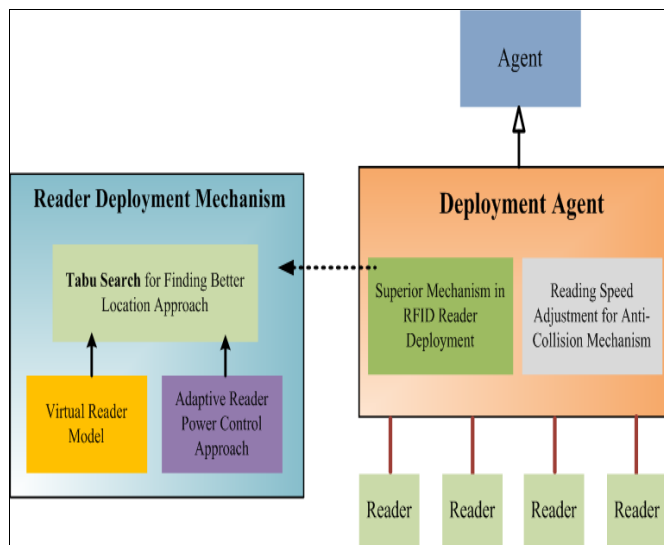 Agent
Reader Deployment Mechanism
Tabu Search for Finding Better
Location Approach
Virtual Reader
Model
Adaptive Reader
Power Control
Approach
Deployment Agent
Superior Mechanism in
RFID Reader
Deployment
Reading Speed
Adjustment for Anti-
Collision Mechanism
Reader
Reader
Reader
Reader